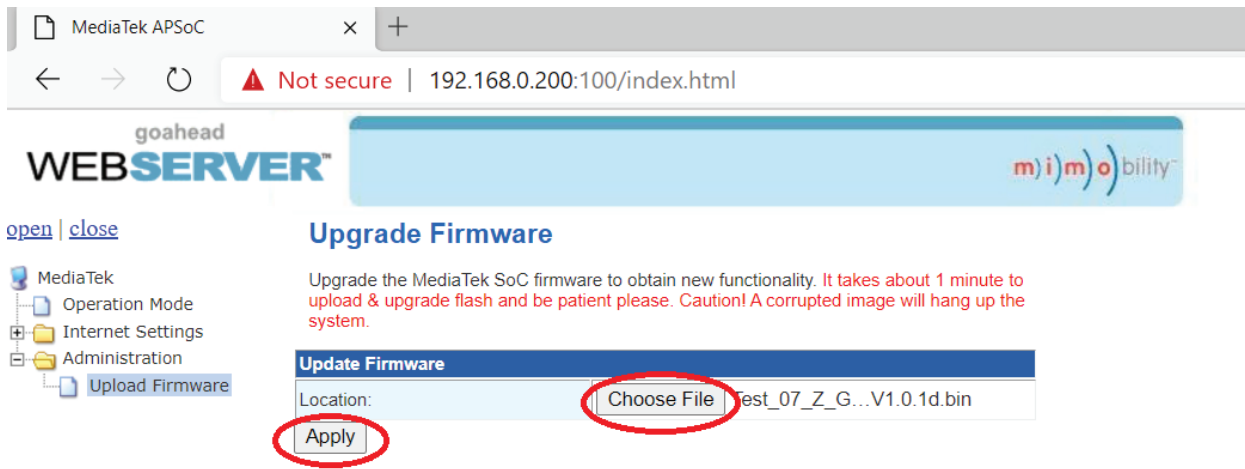 MediaTek APSoC
Not secure | 192.168.0.200:100/index.html
goahead
WEBSERVER™
m)i)m)o)bility™
open | close
Upgrade Firmware
Upgrade the MediaTek SoC firmware to obtain new functionality. It takes about 1 minute to
upload & upgrade flash and be patient please. Caution! A corrupted image will hang up the
system.
MediaTek
Operation Mode
Internet Settings
Administration
Upload Firmware
Update Firmware
Location: Choose File Test_07_Z_G...V1.0.1d.bin
Apply